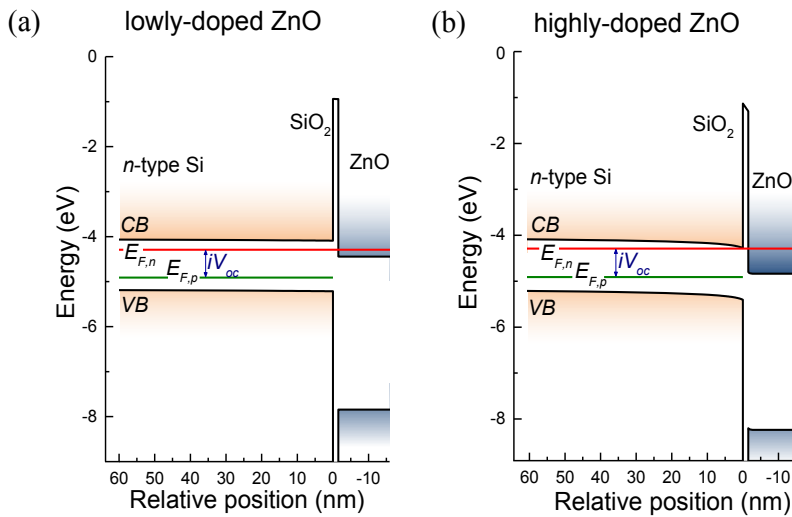 (a) lowly-doped ZnO
0
-2
-4
-6
-8
Energy (eV)
SiO2
ZnO
n-type Si
CB
EF,n
EF,p
iVoc
VB
60 50 40 30 20 10 0 -10
Relative position (nm)
(b) highly-doped ZnO
0
-2
-4
-6
-8
Energy (eV)
SiO2
ZnO
n-type Si
CB
EF,n
EF,p
iVoc
VB
60 50 40 30 20 10 0 -10
Relative position (nm)